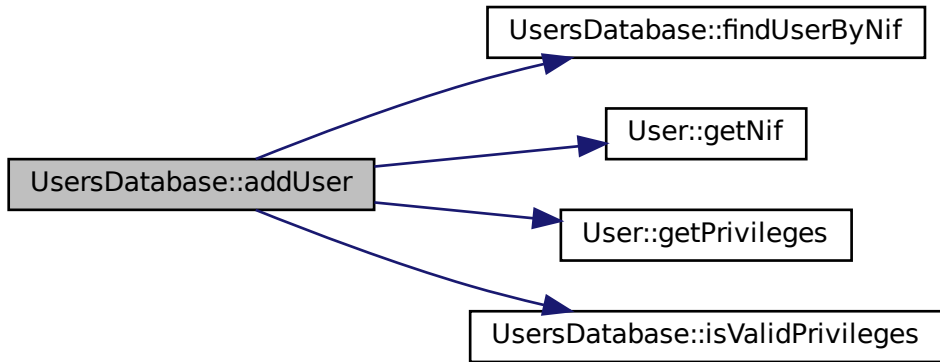 UsersDatabase::findUserByNif
User::getNif
UsersDatabase::addUser
User::getPrivileges
UsersDatabase::isValidPrivileges